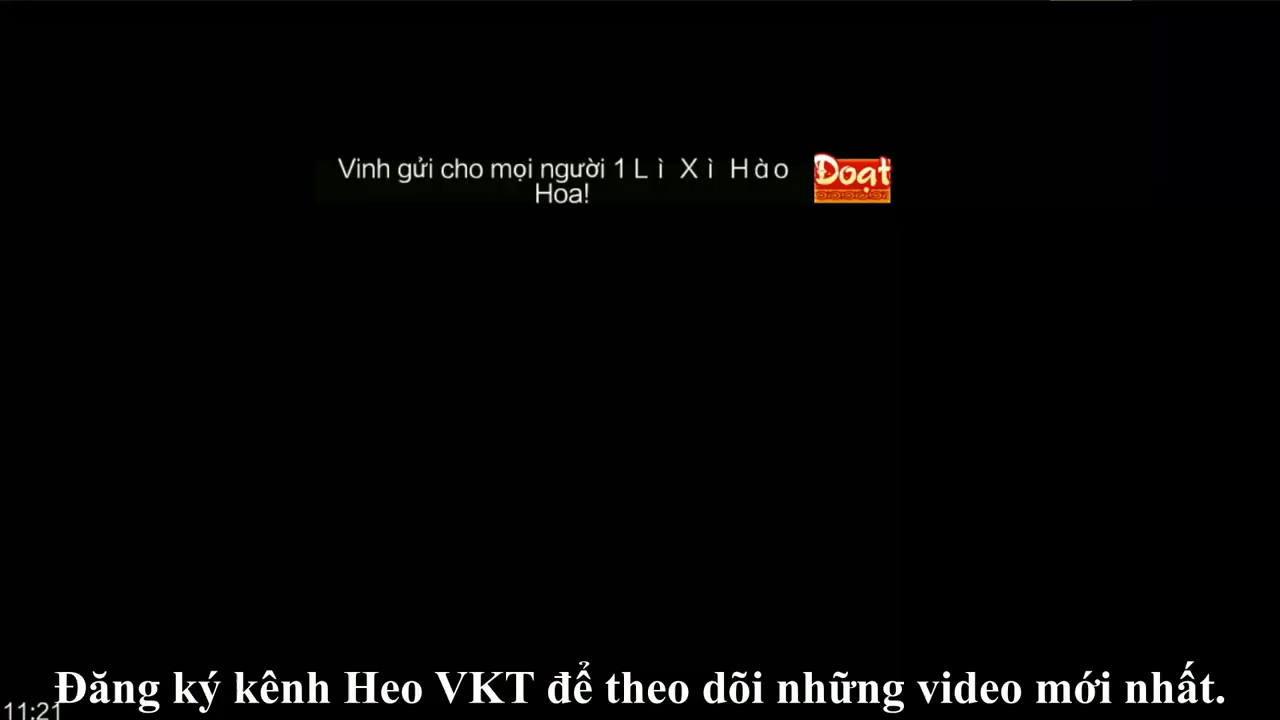 Vinh gửi cho mọi người 1 L ì X ì H à o
Hoa!
Đoạt
Đăng ký kênh Heo VKT để theo dõi những video mới nhất.
11:21